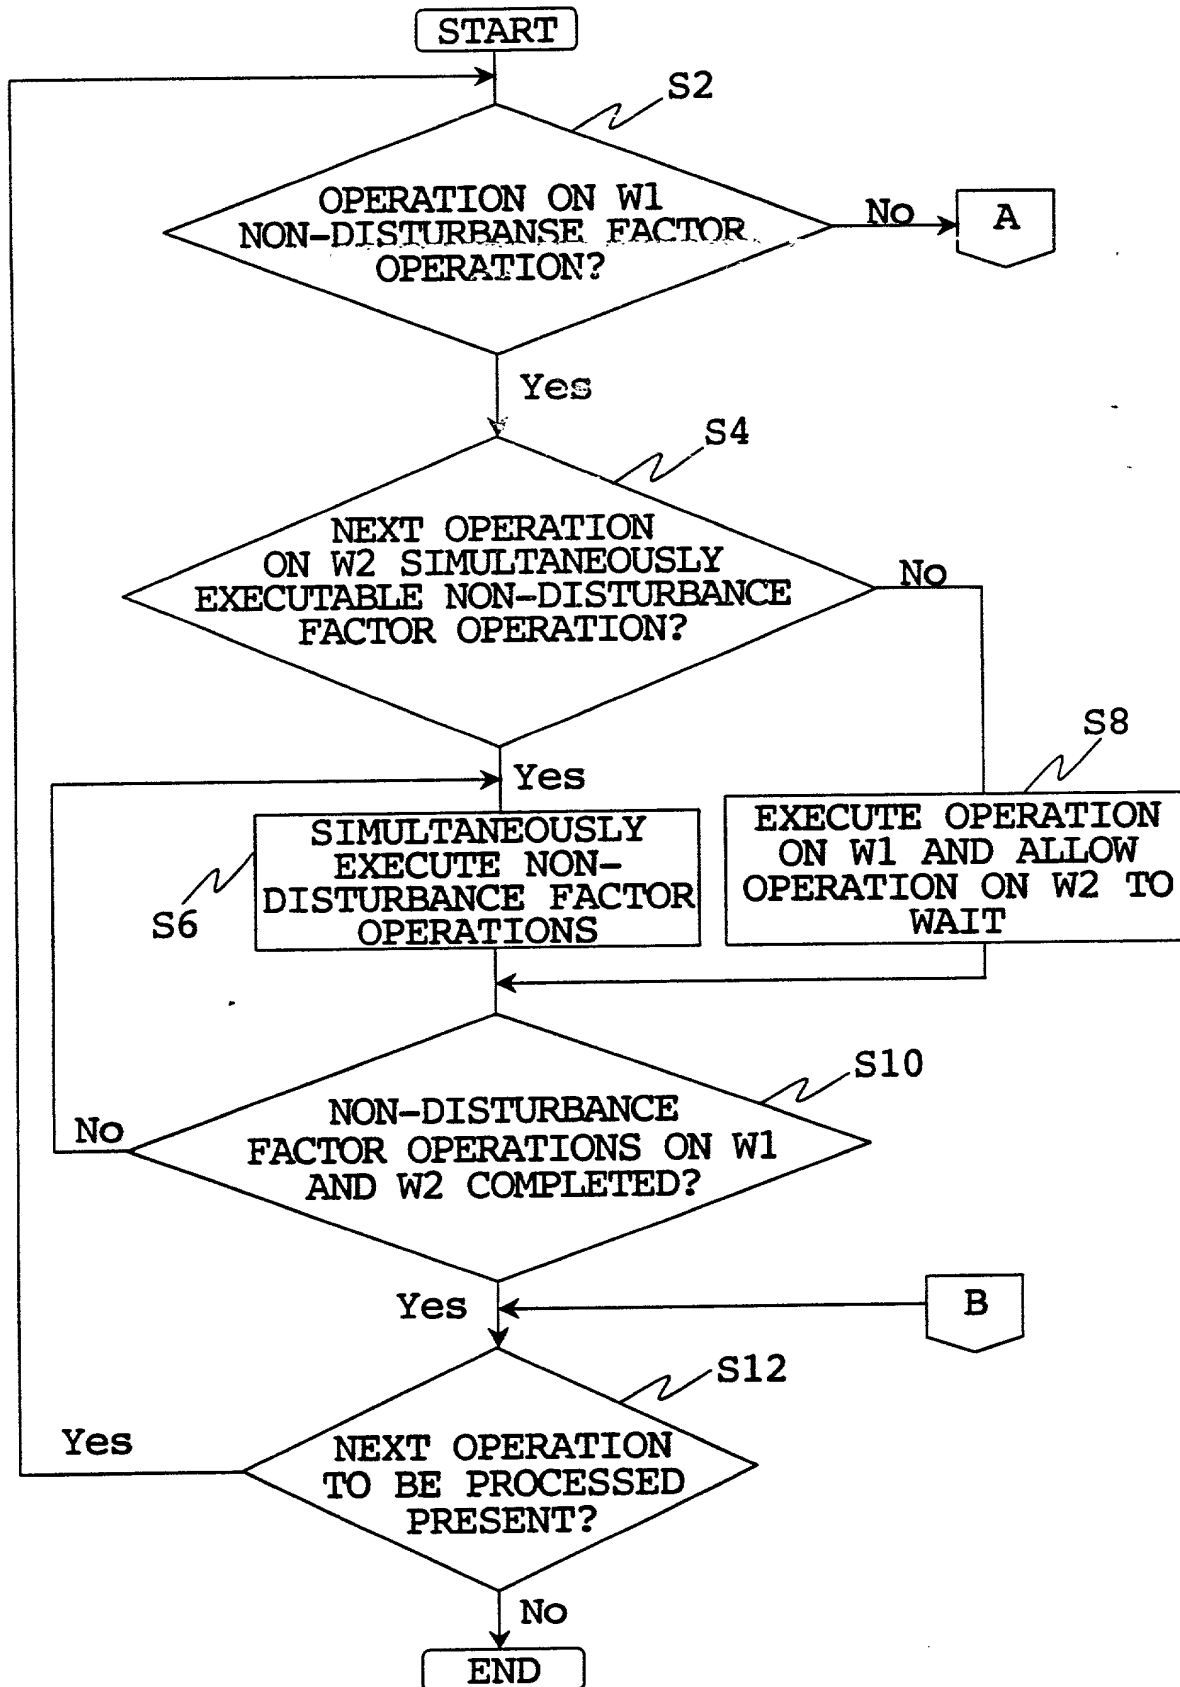 START
S2
OPERATION ON W1
NON-DISTURBANSE FACTOR
OPERATION?
No
A
Yes
S4
NEXT OPERATION
ON W2 SIMULTANEOUSLY
EXECUTABLE NON-DISTURBANCE
FACTOR OPERATION?
No
Yes
S8
SIMULTANEOUSLY
EXECUTE NON-
DISTURBANCE FACTOR
OPERATIONS
S6
EXECUTE OPERATION
ON W1 AND ALLOW
OPERATION ON W2 TO
WAIT
S10
NON-DISTURBANCE
FACTOR OPERATIONS ON W1
AND W2 COMPLETED?
No
Yes
B
S12
NEXT OPERATION
TO BE PROCESSED
PRESENT?
Yes
No
END